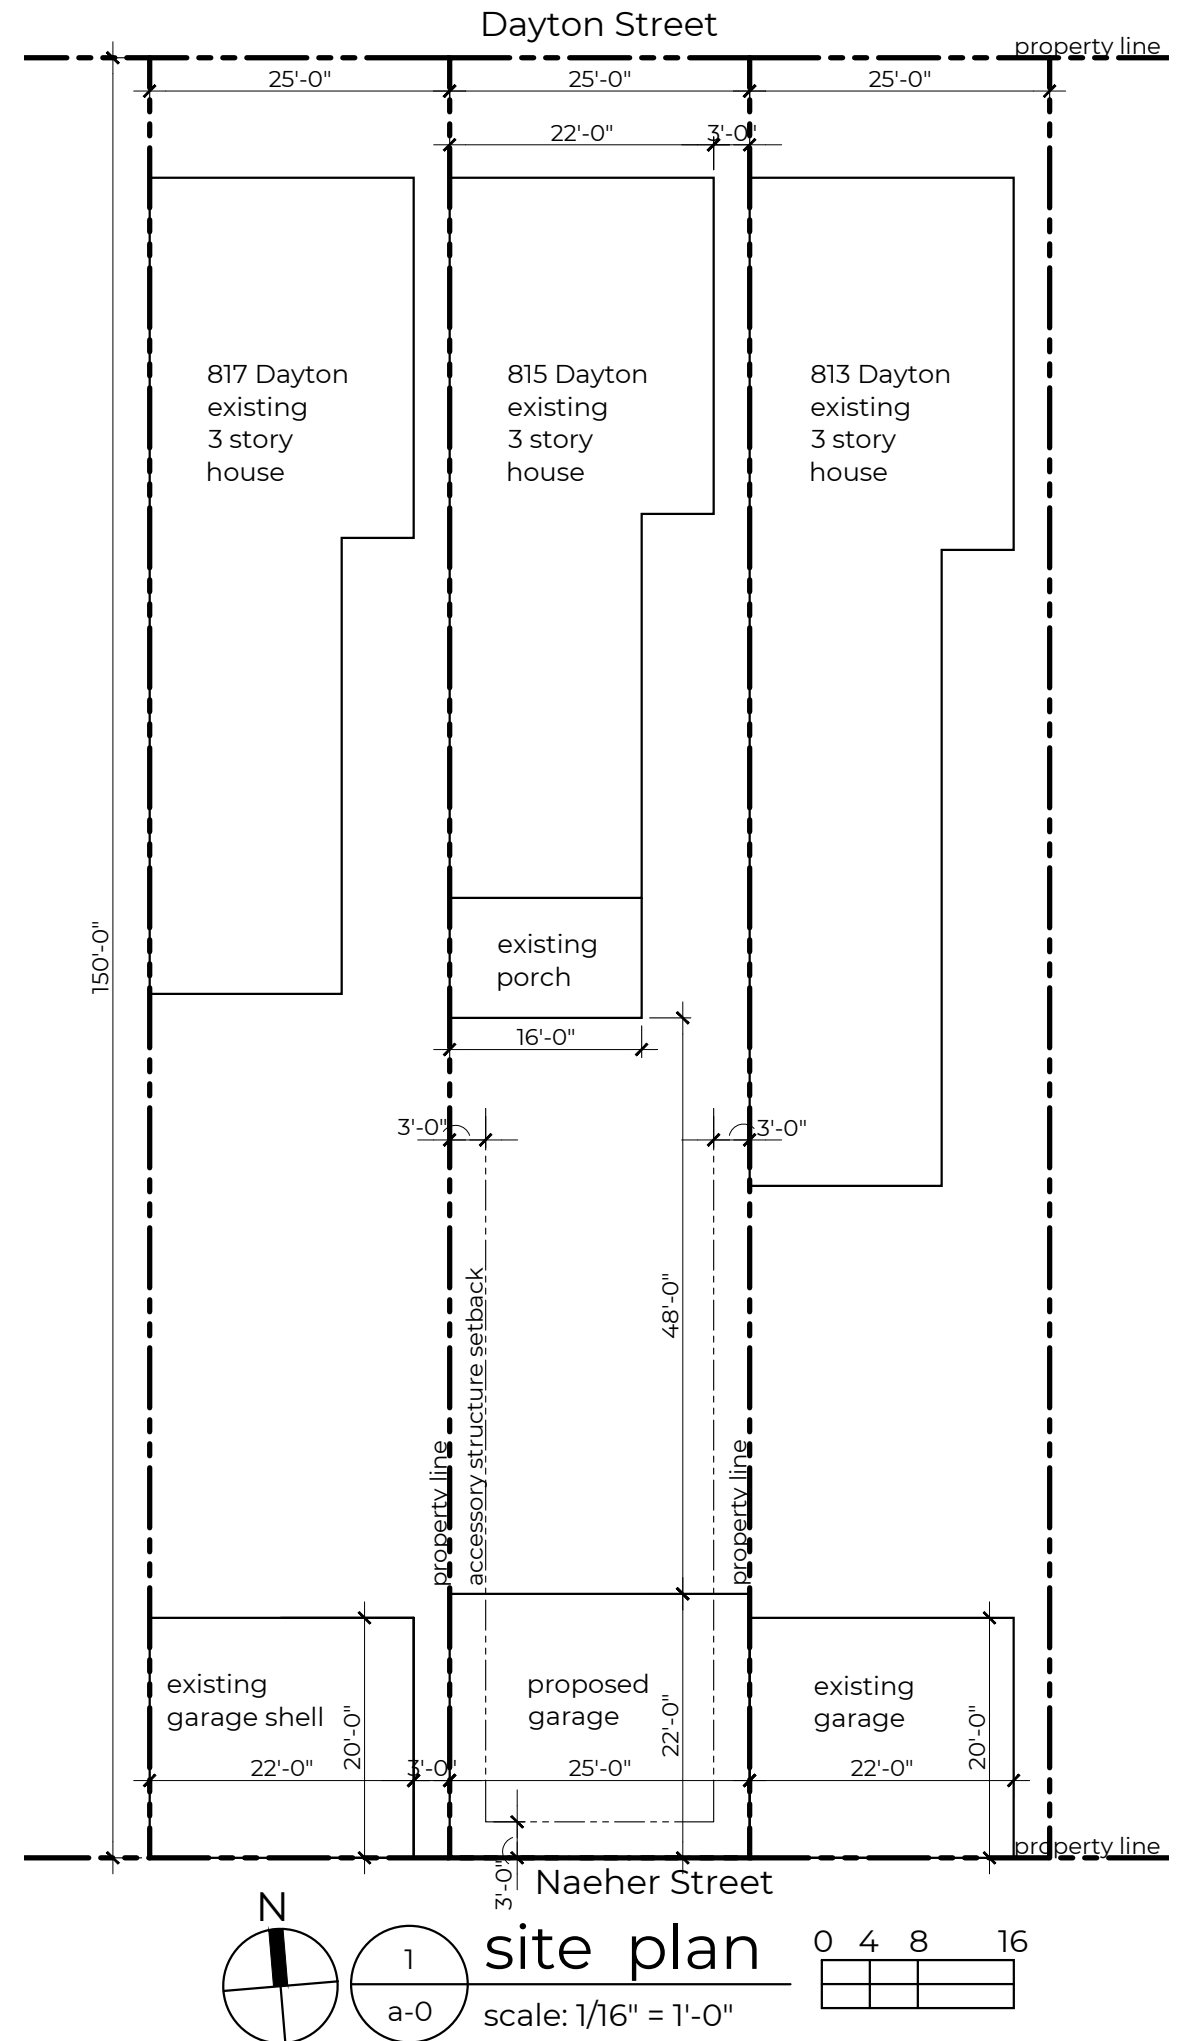 Dayton Street
property line
25'-0"
25'-0"
25'-0"
22'-0"
3'-0"
817 Dayton
existing
3 story
house
815 Dayton
existing
3 story
house
813 Dayton
existing
3 story
house
150'-0"
existing
porch
16'-0"
3'-0"
3'-0"
48'-0"
accessory structure setback
property line
property line
existing
garage shell
20'-0"
22'-0"
3'-0"
proposed
garage
22'-0"
25'-0"
existing
garage
20'-0"
22'-0"
property line
3'-0"
Naeher Street
N
1
a-0
site plan
scale: 1/16" = 1'-0"
0 4 8 16